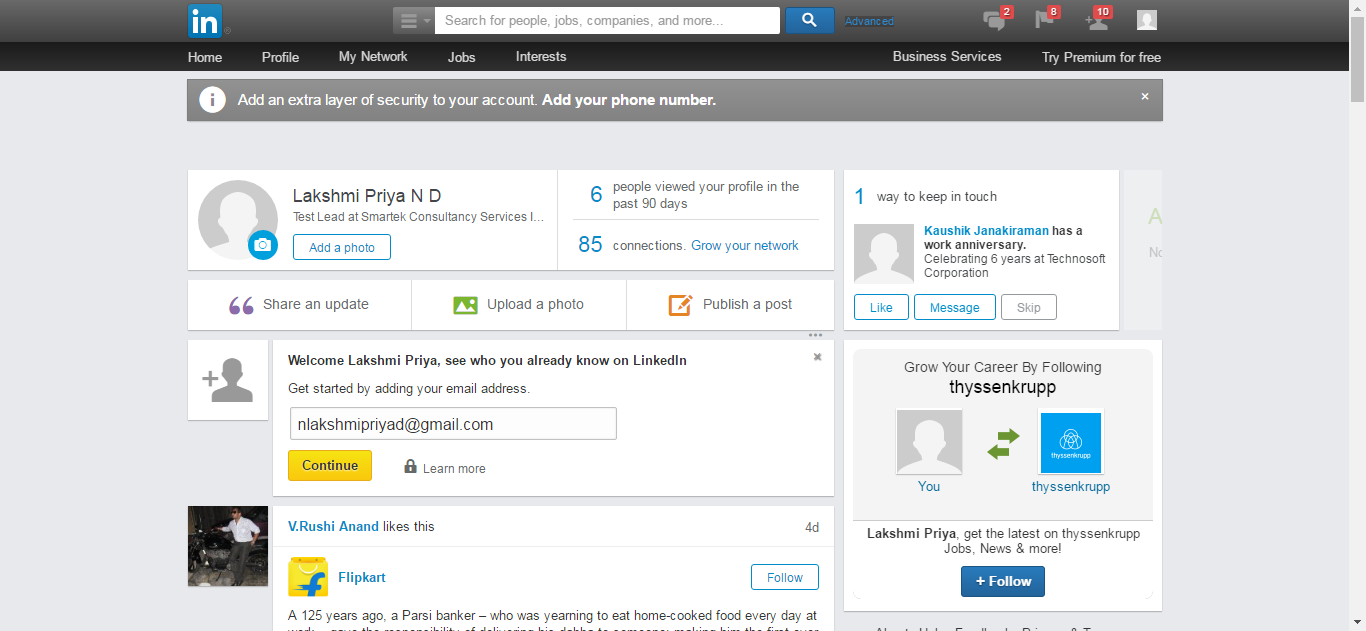 in ®
Search for people, jobs, companies, and more...
Advanced
2
8
10
Home
Profile
My Network
Jobs
Interests
Business Services
Try Premium for free
Add an extra layer of security to your account. Add your phone number.
×
Lakshmi Priya N D
Test Lead at Smartek Consultancy Services I...
Add a photo
6 people viewed your profile in the
past 90 days
85 connections. Grow your network
1 way to keep in touch
Kaushik Janakiraman has a
work anniversary.
Celebrating 6 years at Technosoft
Corporation
Like
Message
Skip
A
Share an update
Upload a photo
Publish a post
Welcome Lakshmi Priya, see who you already know on LinkedIn
Get started by adding your email address.
nlakshmipriyad@gmail.com
Continue
Learn more
Grow Your Career By Following
thyssenkrupp
thyssenkrupp
You
thyssenkrupp
Lakshmi Priya, get the latest on thyssenkrupp
Jobs, News & more!
+ Follow
V.Rushi Anand likes this
4d
Flipkart
Follow
A 125 years ago, a Parsi banker – who was yearning to eat home-cooked food every day at